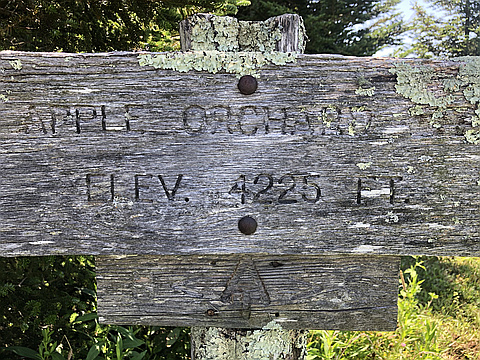 APPLE ORCHARD
ELEV. 4225 FT.